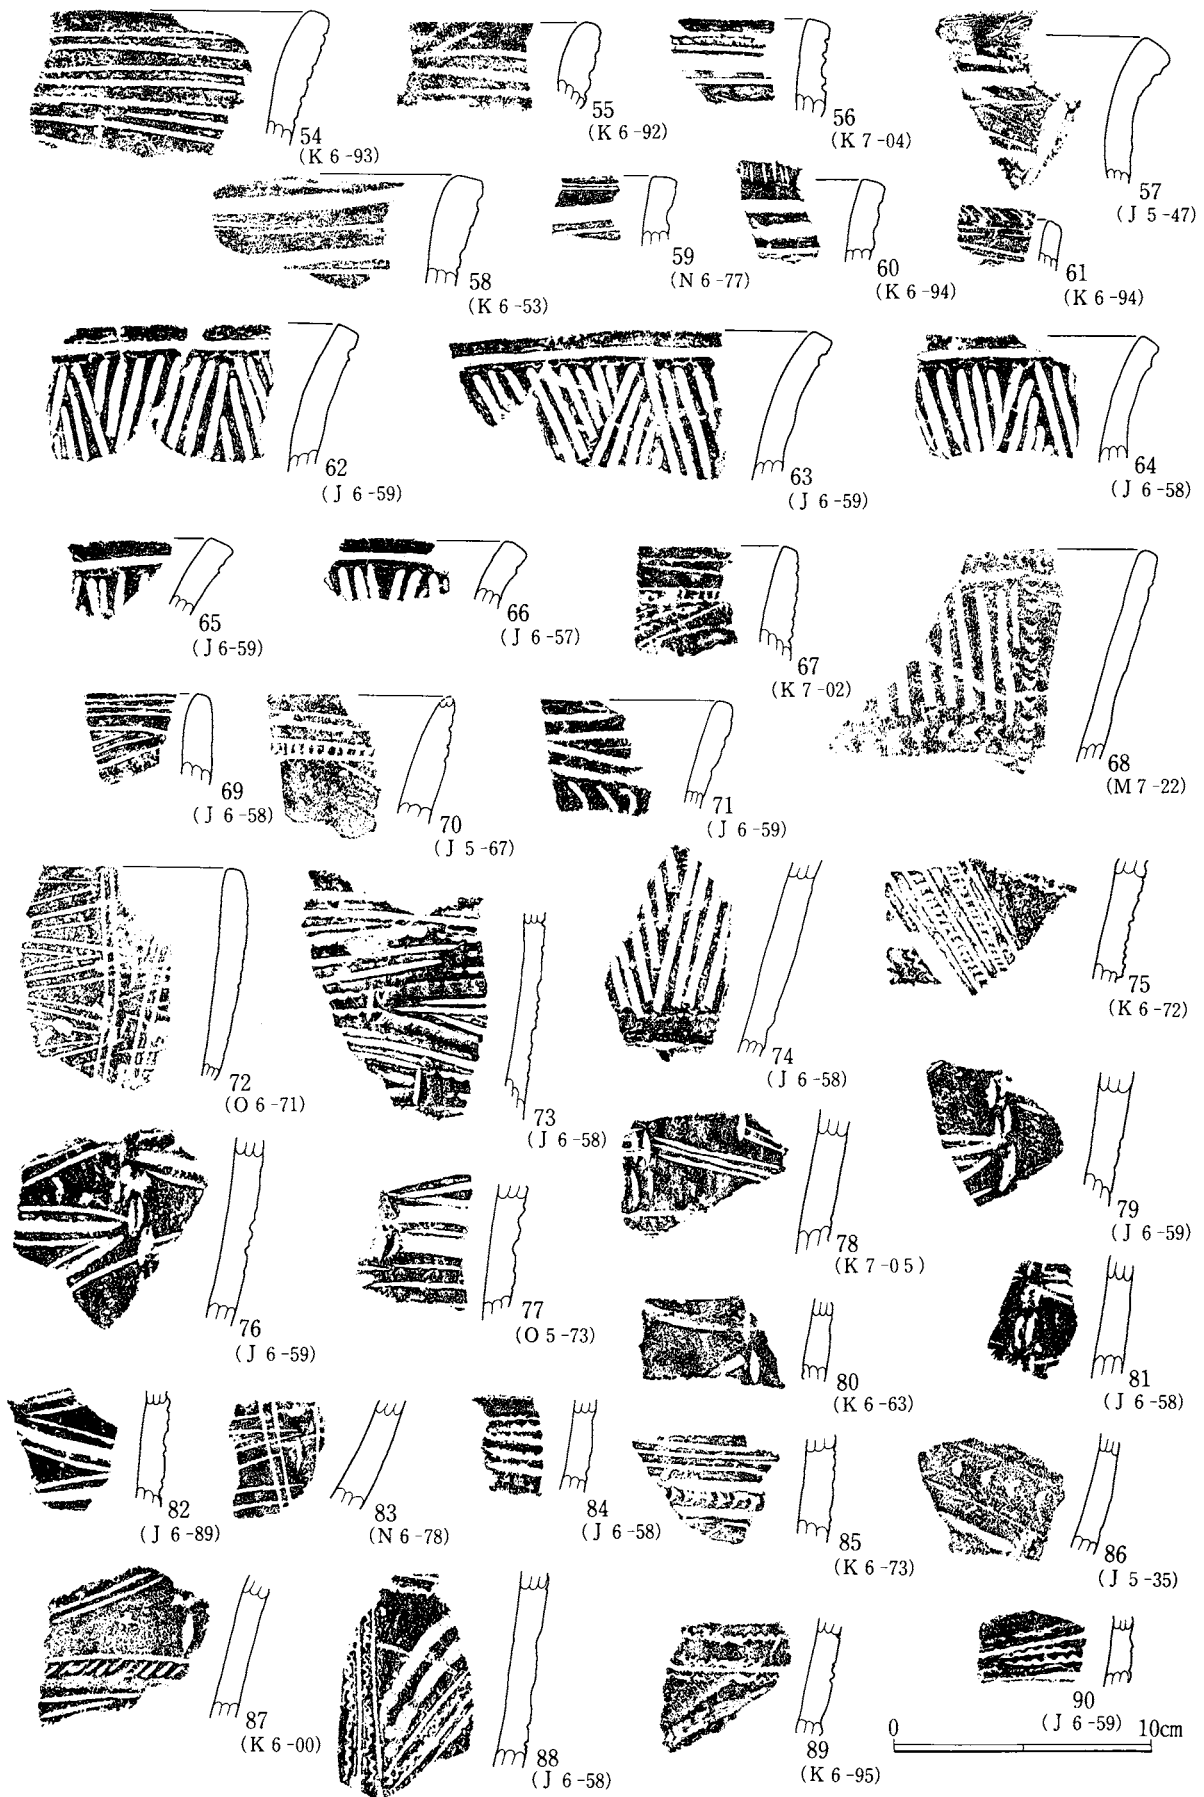 54
(K 6-93)
55
(K 6-92)
56
(K 7-04)
57
(J 5-47)
58
(K 6-53)
59
(N 6-77)
60
(K 6-94)
61
(K 6-94)
62
(J 6-59)
63
(J 6-59)
64
(J 6-58)
65
(J 6-59)
66
(J 6-57)
67
(K 7-02)
68
(M 7-22)
69
(J 6-58)
70
(J 5-67)
71
(J 6-59)
72
(O 6-71)
73
(J 6-58)
74
(J 6-58)
75
(K 6-72)
76
(J 6-59)
77
(O 5-73)
78
(K 7-05)
79
(J 6-59)
80
(K 6-63)
81
(J 6-58)
82
(J 6-89)
83
(N 6-78)
84
(J 6-58)
85
(K 6-73)
86
(J 5-35)
87
(K 6-00)
88
(J 6-58)
89
(K 6-95)
90
(J 6-59)
0 10cm